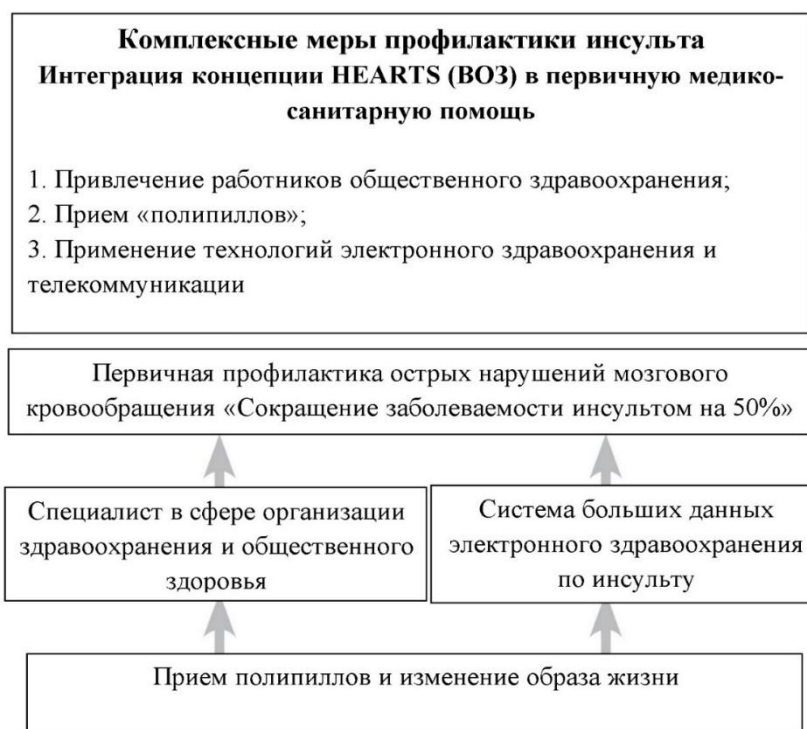 Комплексные меры профилактики инсульта
Интеграция концепции HEARTS (ВОЗ) в первичную медико-
санитарную помощь
1. Привлечение работников общественного здравоохранения;
2. Прием «полипиллов»;
3. Применение технологий электронного здравоохранения и
телекоммуникации
Первичная профилактика острых нарушений мозгового
кровообращения «Сокращение заболеваемости инсультом на 50%»
Специалист в сфере организации
здравоохранения и общественного
здоровья
Система больших данных
электронного здравоохранения
по инсульту
Прием полипиллов и изменение образа жизни